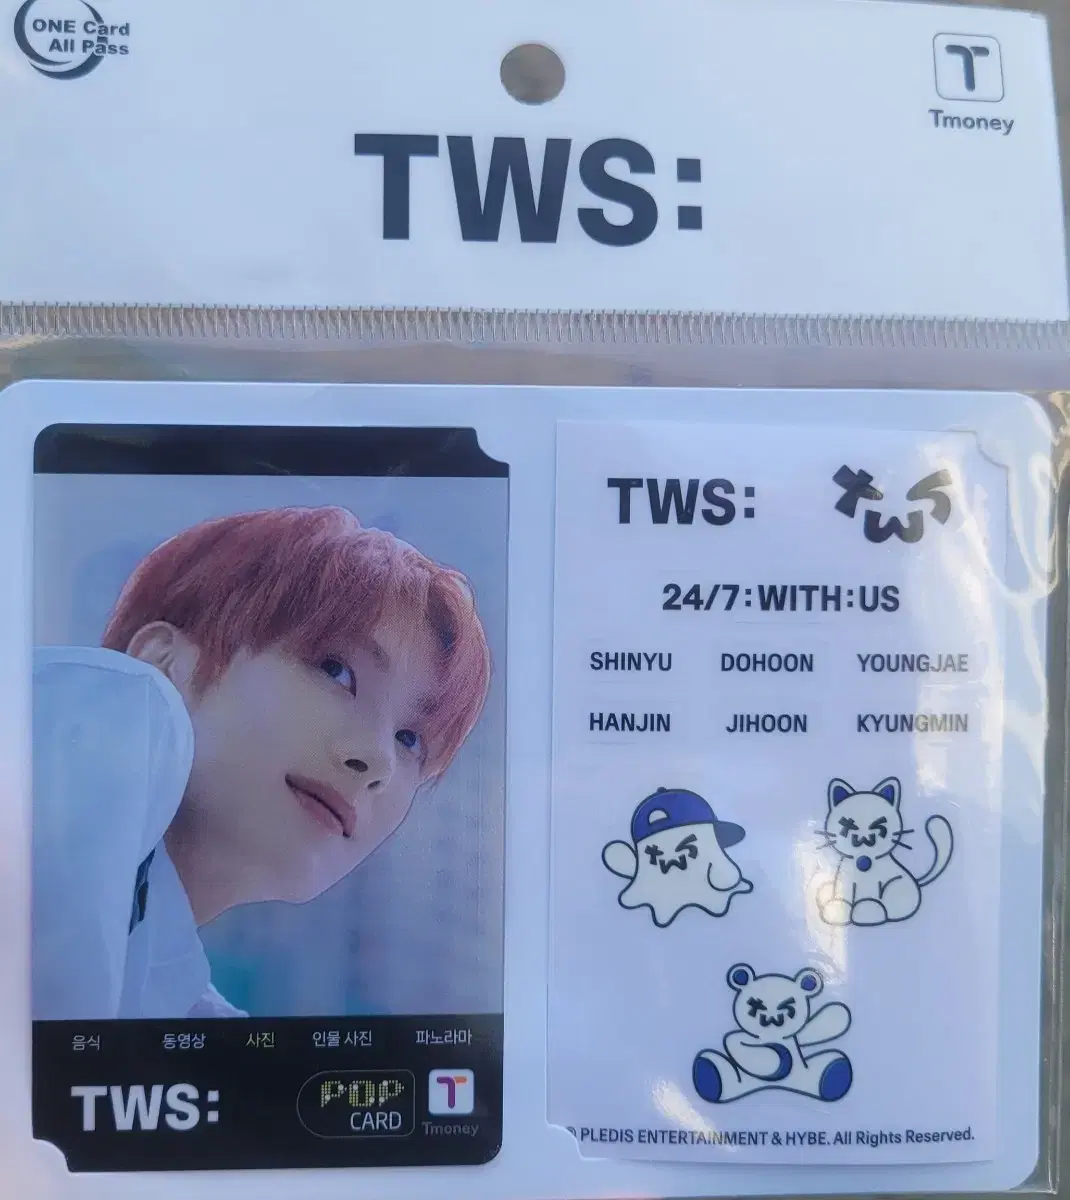 ONE Card
All Pass
Tmoney
TWS:
TWS:
24/7:WITH:US
SHINYU DOHOON YOUNGJAE
HANJIN JIHOON KYUNGMIN
음식 동영상 사진 인물 사진 파노라마
TWS:
POP
CARD
Tmoney
© PLEDIS ENTERTAINMENT & HYBE. All Rights Reserved.